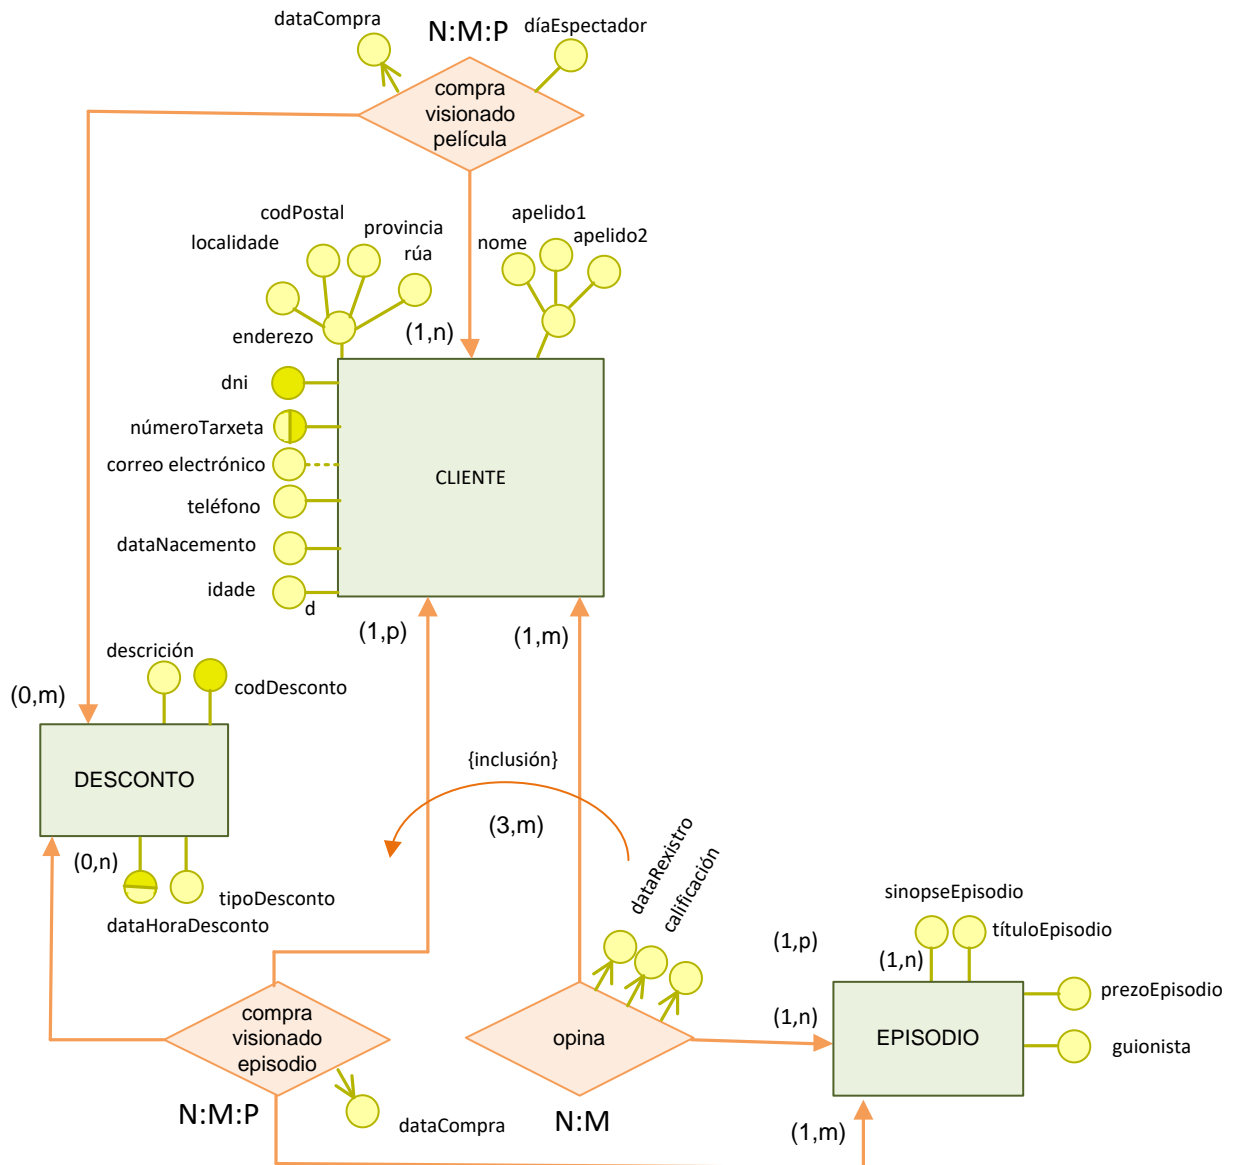 dataCompra
N:M:P
díaEspectador
compra
visionado
película
codPostal
localidade
provincia
rúa
apelido1
nome
apelido2
enderezo
(1,n)
dni
númeroTarxeta
correo electrónico
teléfono
dataNacemento
idade
d
CLIENTE
(1,p)
(1,m)
descrición
codDesconto
(0,m)
DESCONTO
(0,n)
tipoDesconto
dataHoraDesconto
{inclusión}
(3,m)
dataRexistro
calificación
sinopseEpisodio
títuloEpisodio
(1,p)
(1,n)
prezoEpisodio
(1,n)
EPISODIO
guionista
compra
visionado
episodio
opina
N:M:P
dataCompra
N:M
(1,m)